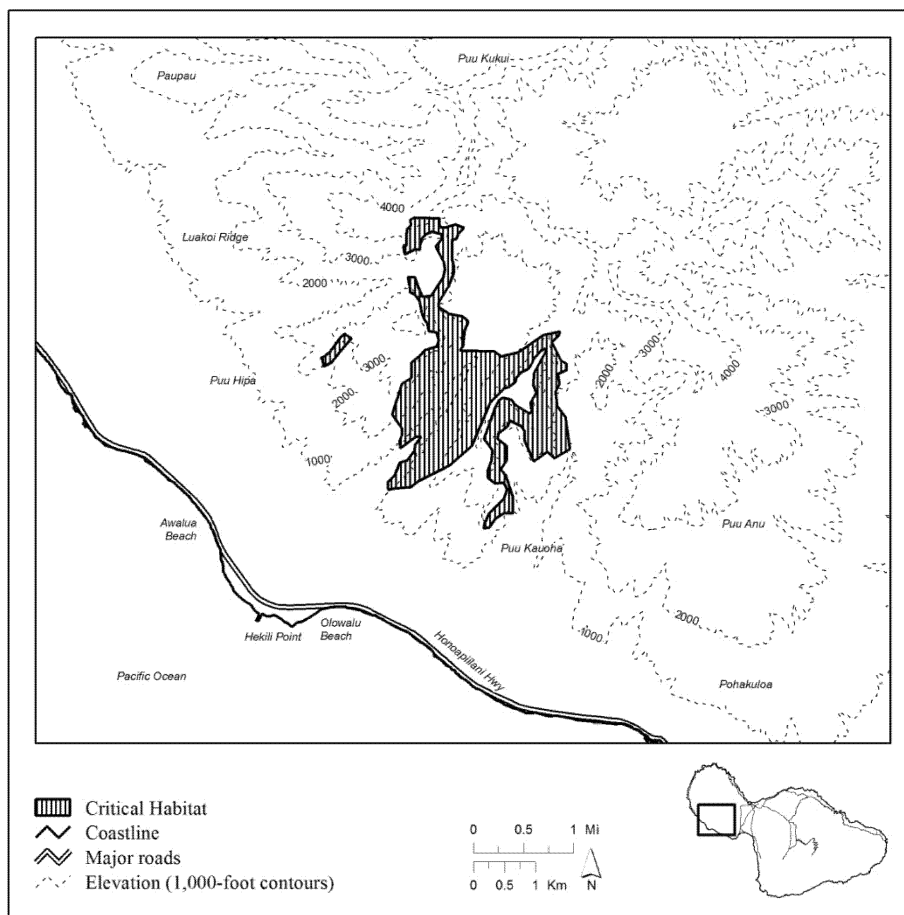 Paupau
Puu Kukui
4000
Luakoi Ridge
3000
2000
3000
2000
3000
4000
Puu Hipa
2000
3000
1000
Awalua
Beach
Puu Anu
Puu Kauoha
2000
1000
Hekili Point
Olowalu
Beach
Honoapiilani Hwy
Pacific Ocean
Pohakuloa
Critical Habitat
Coastline
Major roads
Elevation (1,000-foot contours)
0 0.5 1 Mi
0 0.5 1 Km
N